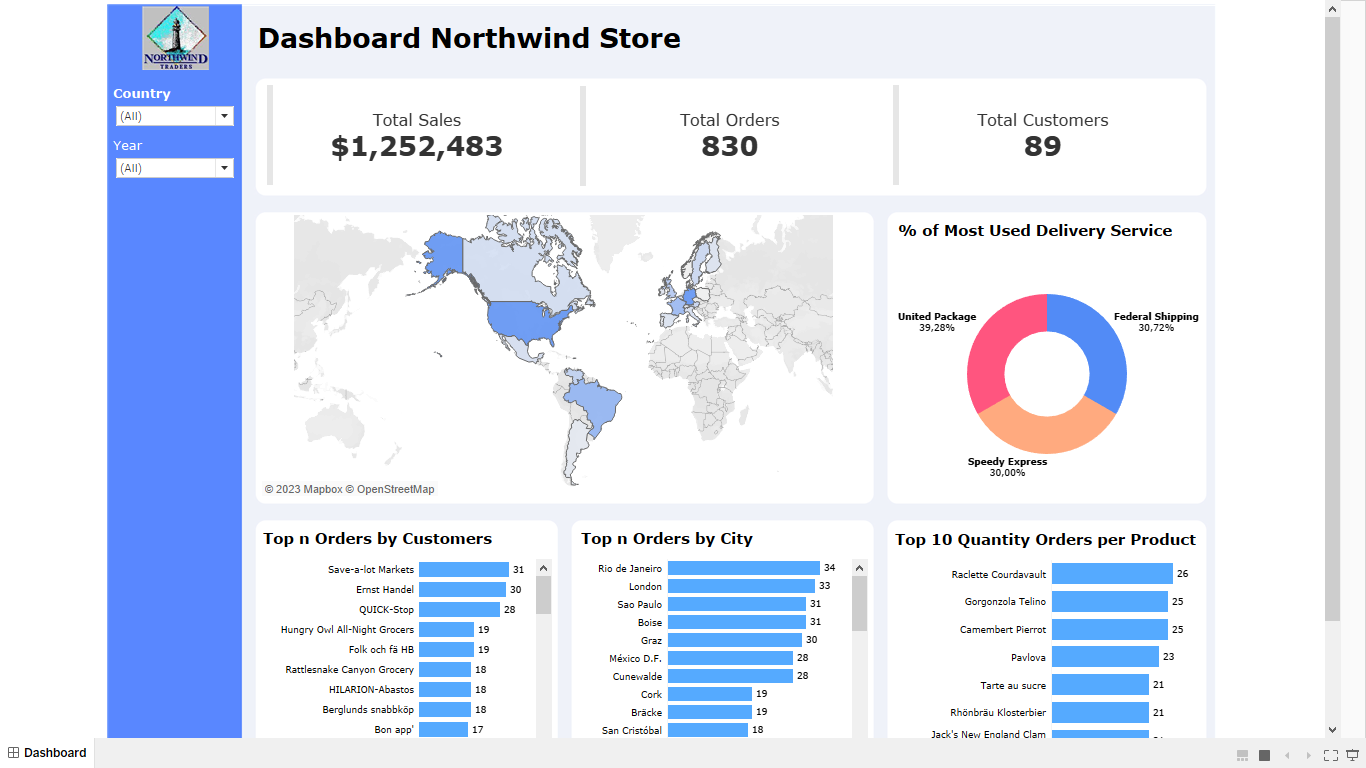 NORTHWIND
TRADERS
Dashboard Northwind Store
Country
(All)
Year
(All)
Total Sales
$1,252,483
Total Orders
830
Total Customers
89
© 2023 Mapbox © OpenStreetMap
% of Most Used Delivery Service
United Package
39,28%
Federal Shipping
30,72%
Speedy Express
30,00%
Top n Orders by Customers
Save-a-lot Markets 31
Ernst Handel 30
QUICK-Stop 28
Hungry Owl All-Night Grocers 19
Folk och fä HB 19
Rattlesnake Canyon Grocery 18
HILARION-Abastos 18
Berglunds snabbköp 18
Bon app' 17
Top n Orders by City
Rio de Janeiro 34
London 33
Sao Paulo 31
Boise 31
Graz 30
México D.F. 28
Cunewalde 28
Cork 19
Bräcke 19
San Cristóbal 18
Top 10 Quantity Orders per Product
Raclette Courdavault 26
Gorgonzola Telino 25
Camembert Pierrot 25
Pavlova 23
Tarte au sucre 21
Rhönbräu Klosterbier 21
Jack's New England Clam
Dashboard